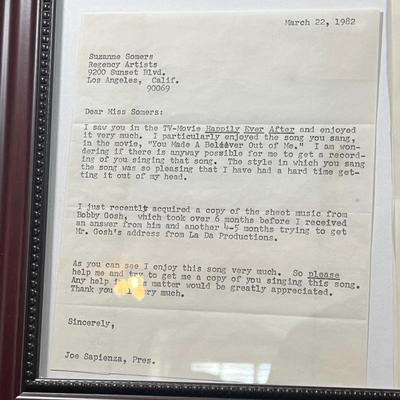 March 22, 1982
Suzanne Somers
Regency Artists
9200 Sunset Blvd.
Los Angeles, Calif.
90069
Dear Miss Somers:
I saw you in the TV-Movie Happily Ever After and enjoyed
it very much. I particularly enjoyed the song you sang,
in the movie, "You Made A Believer Out of Me." I am won-
dering if there is anyway possible for me to get a record-
ing of you singing that song. The style in which you sang
the song was so pleasing that I have had a hard time get-
ting it out of my head.
I just recently acquired a copy of the sheet music from
Bobby Gosh, which took over 6 months before I received
an answer from him and another 4-5 months trying to get
Mr. Gosh's address from La Da Productions.
As you can see I enjoy this song very much. So please
help me and try to get me a copy of you singing this song.
Any help in this matter would be greatly appreciated.
Thank you very much.
Sincerely,
Joe Sapienza, Pres.